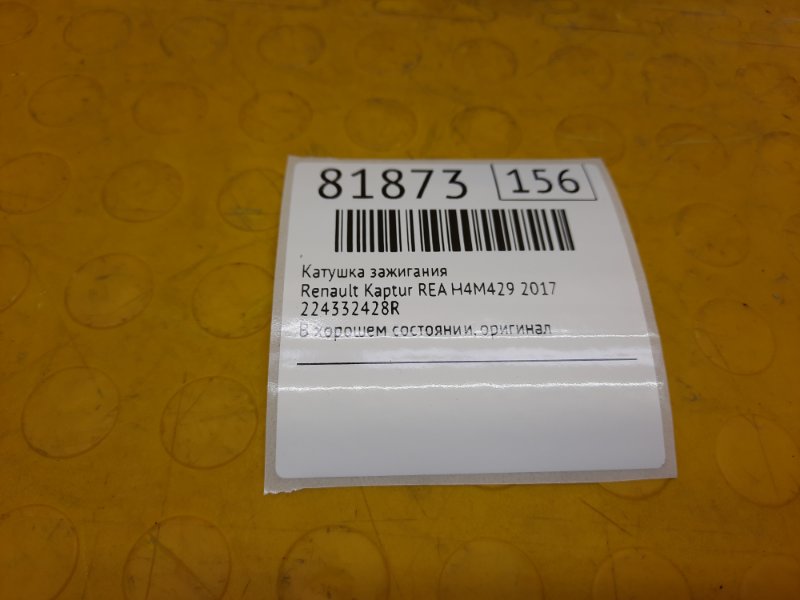 81873 156
Катушка зажигания
Renault Kaptur REA H4M429 2017
224332428R
В хорошем состоянии, оригинал